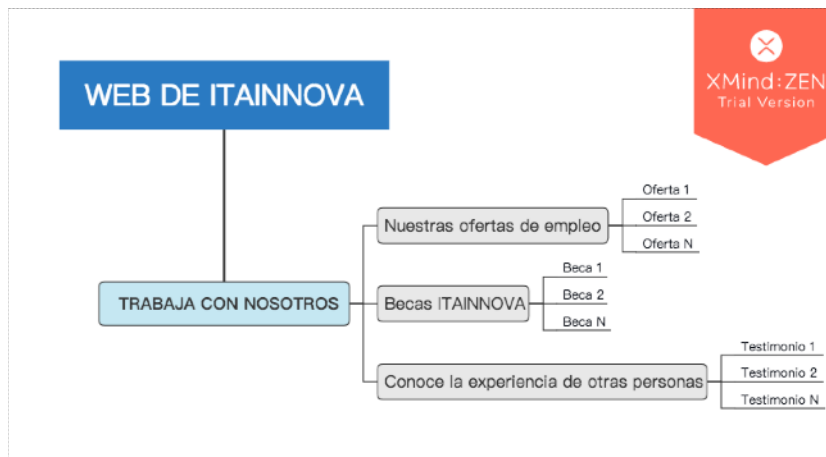 WEB DE ITAINNOVA
XMind:ZEN
Trial Version
TRABAJA CON NOSOTROS
Nuestras ofertas de empleo
Oferta 1
Oferta 2
Oferta N
Becas ITAINNOVA
Beca 1
Beca 2
Beca N
Conoce la experiencia de otras personas
Testimonio 1
Testimonio 2
Testimonio N